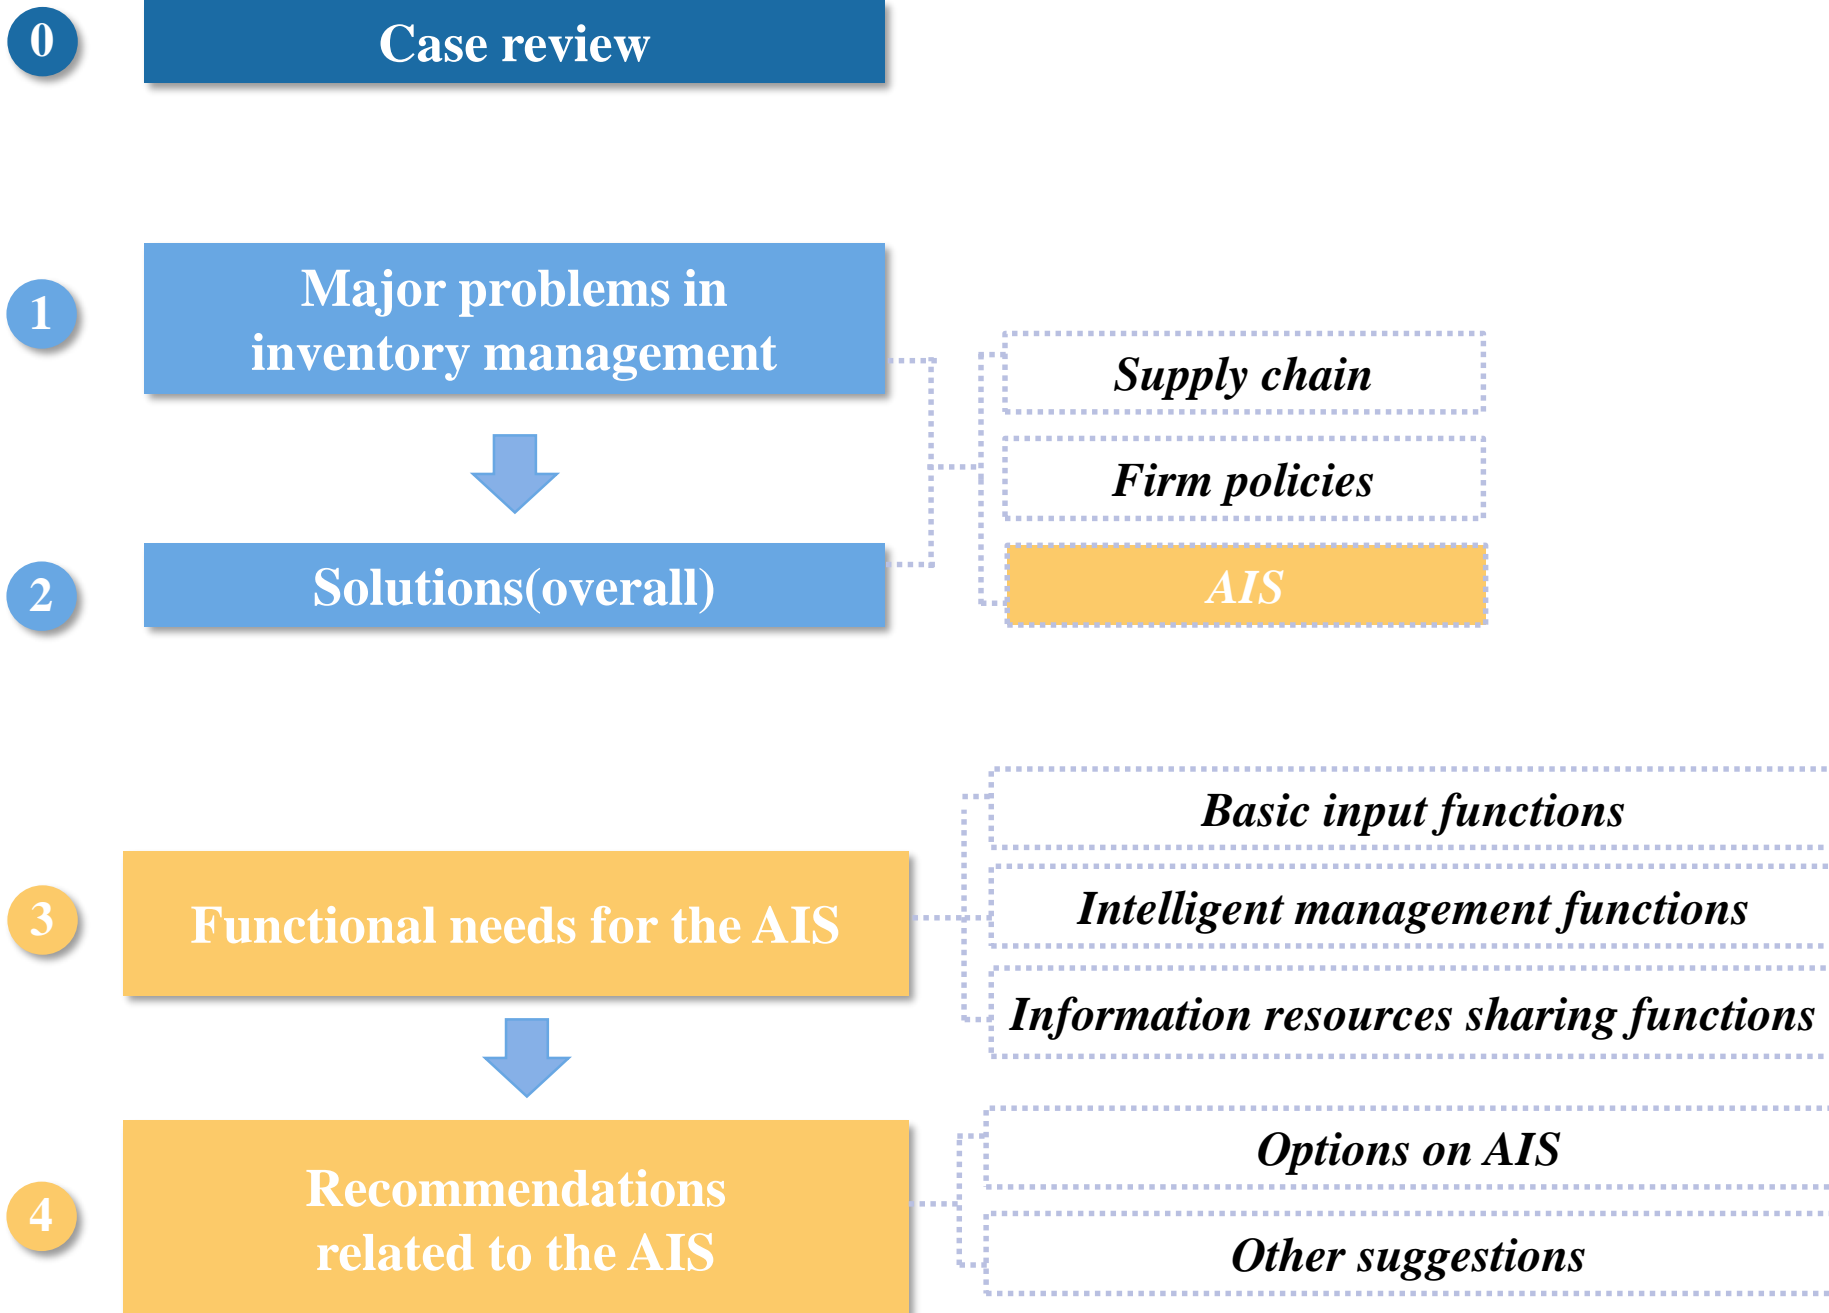 0
Case review
1
Major problems in
inventory management
Supply chain
Firm policies
2
Solutions(overall)
AIS
Basic input functions
3
Functional needs for the AIS
Intelligent management functions
Information resources sharing functions
4
Recommendations
related to the AIS
Options on AIS
Other suggestions